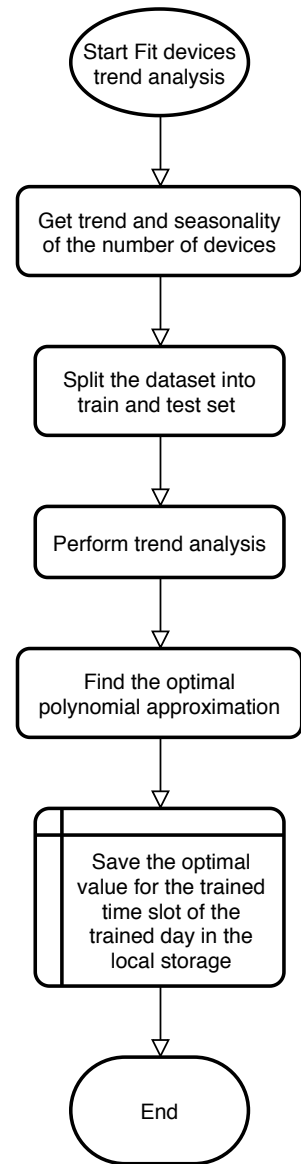 Start Fit devices
trend analysis
Get trend and seasonality
of the number of devices
Split the dataset into
train and test set
Perform trend analysis
Find the optimal
polynomial approximation
Save the optimal
value for the trained
time slot of the
trained day in the
local storage
End